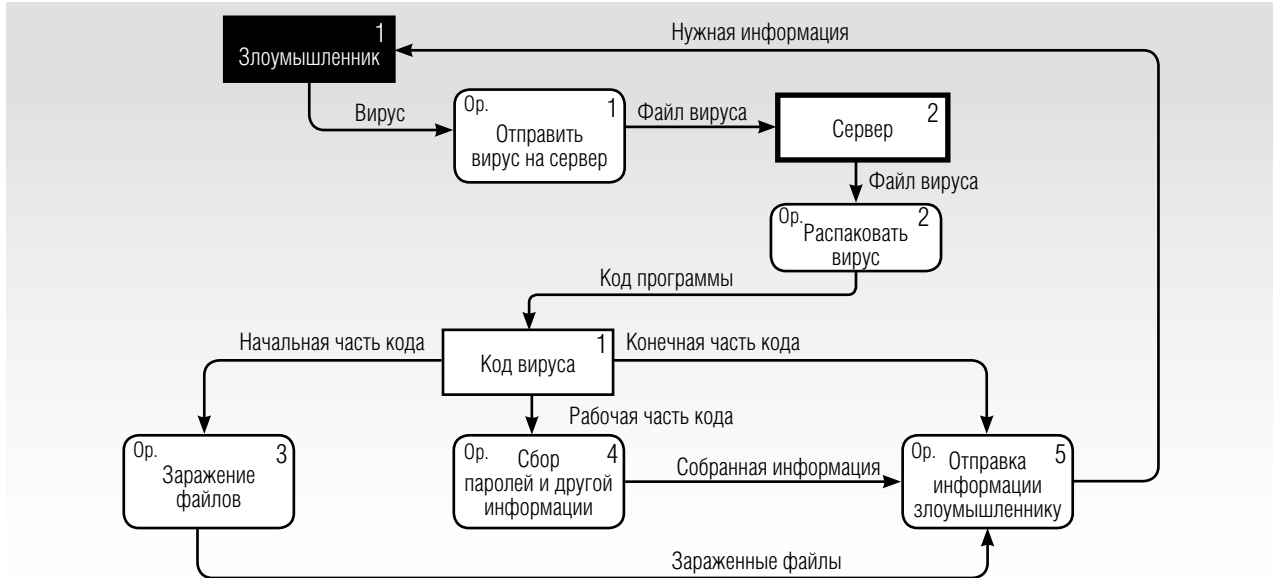 Нужная информация
1
Злоумышленник
Вирус
Ор.
1
Отправить
вирус на сервер
Файл вируса
2
Сервер
Файл вируса
Ор.
2
Распаковать
вирус
Код программы
Начальная часть кода
1
Код вируса
Конечная часть кода
Рабочая часть кода
Ор.
3
Заражение
файлов
Ор.
4
Сбор
паролей и другой
информации
Собранная информация
Ор.
5
Отправка
информации
злоумышленнику
Зараженные файлы